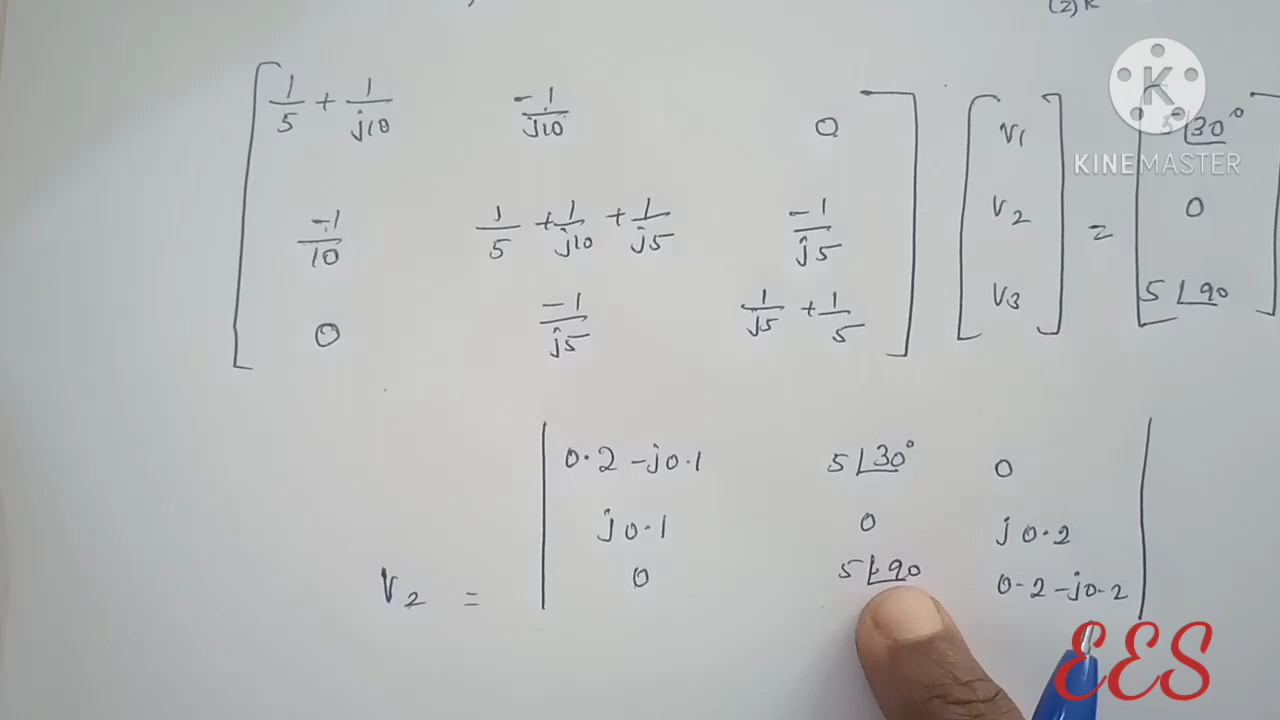 (2)K
1/5 + 1/j10 -1/j10 0 V1 5∠30°
-1/10 1/5 + 1/j10 + 1/j5 -1/j5 V2 = 0
0 -1/j5 1/j5 + 1/5 V3 5∠90
K
KINEMASTER
0.2 - j0.1 5∠30° 0
j0.1 0 j0.2
0 5∠90 0.2 - j0.2
V2 =
EES